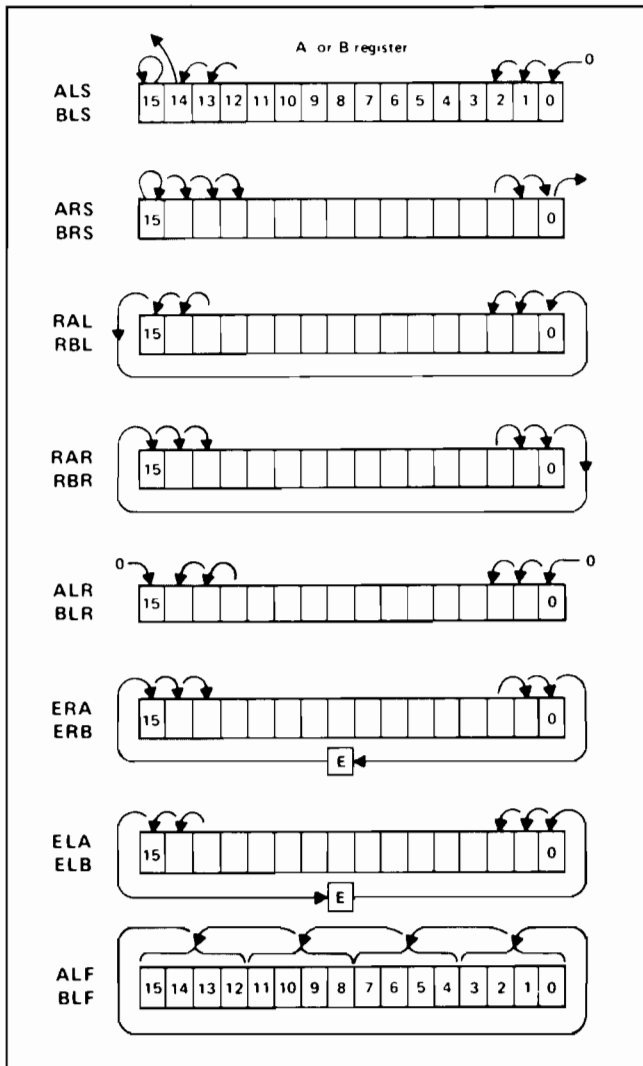 A or B register
0
ALS
BLS
15 14 13 12 11 10 9 8 7 6 5 4 3 2 1 0
ARS
BRS
15 0
RAL
RBL
15 0
RAR
RBR
15 0
0 0
ALR
BLR
15 0
ERA
ERB
15 0
E
ELA
ELB
15 0
E
ALF
BLF
15 14 13 12 11 10 9 8 7 6 5 4 3 2 1 0